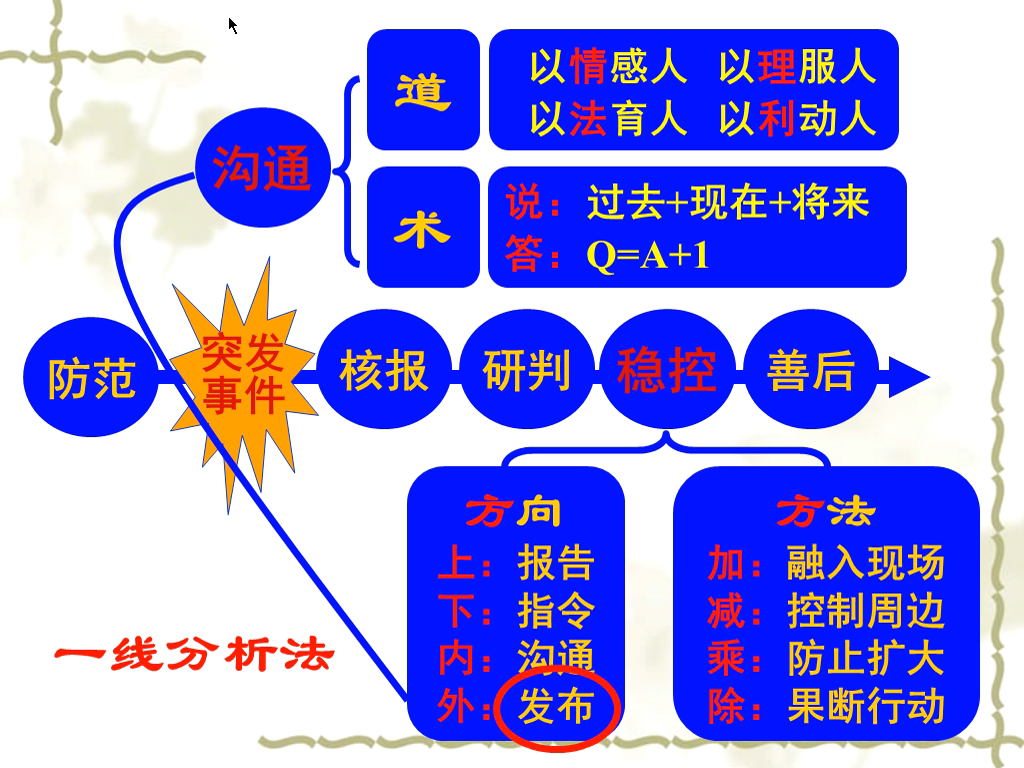 道
以情感人 以理服人
以法育人 以利动人
沟通
术
说：过去+现在+将来
答：Q=A+1
防范
突发
事件
核报
研判
稳控
善后
方向
上：报告
下：指令
内：沟通
外：发布
方法
加：融入现场
减：控制周边
乘：防止扩大
除：果断行动
一线分析法